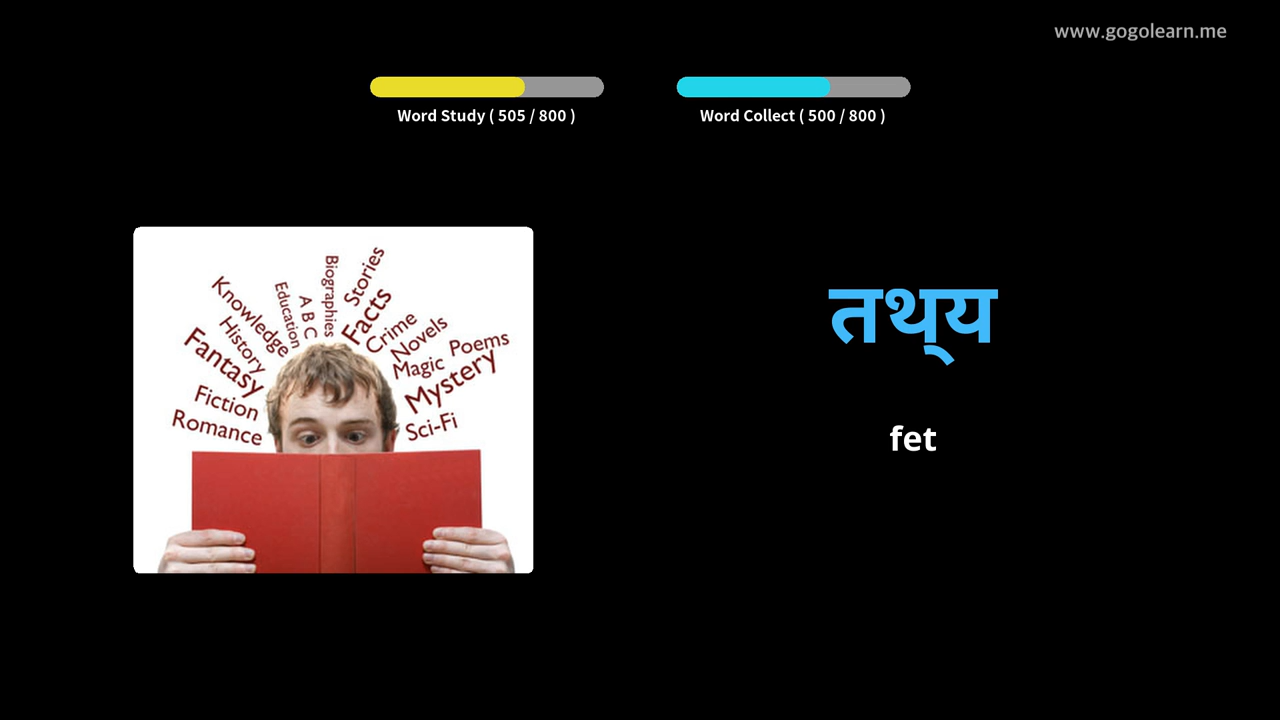 www.gogolearn.me
Word Study ( 505 / 800 )
Word Collect ( 500 / 800 )
Stories
Biographies
Facts
Education
A B C
Knowledge
Crime
History
Novels
Poems
Fantasy
Magic
Mystery
Fiction
Romance
Sci-Fi
तथ्‌य
fet